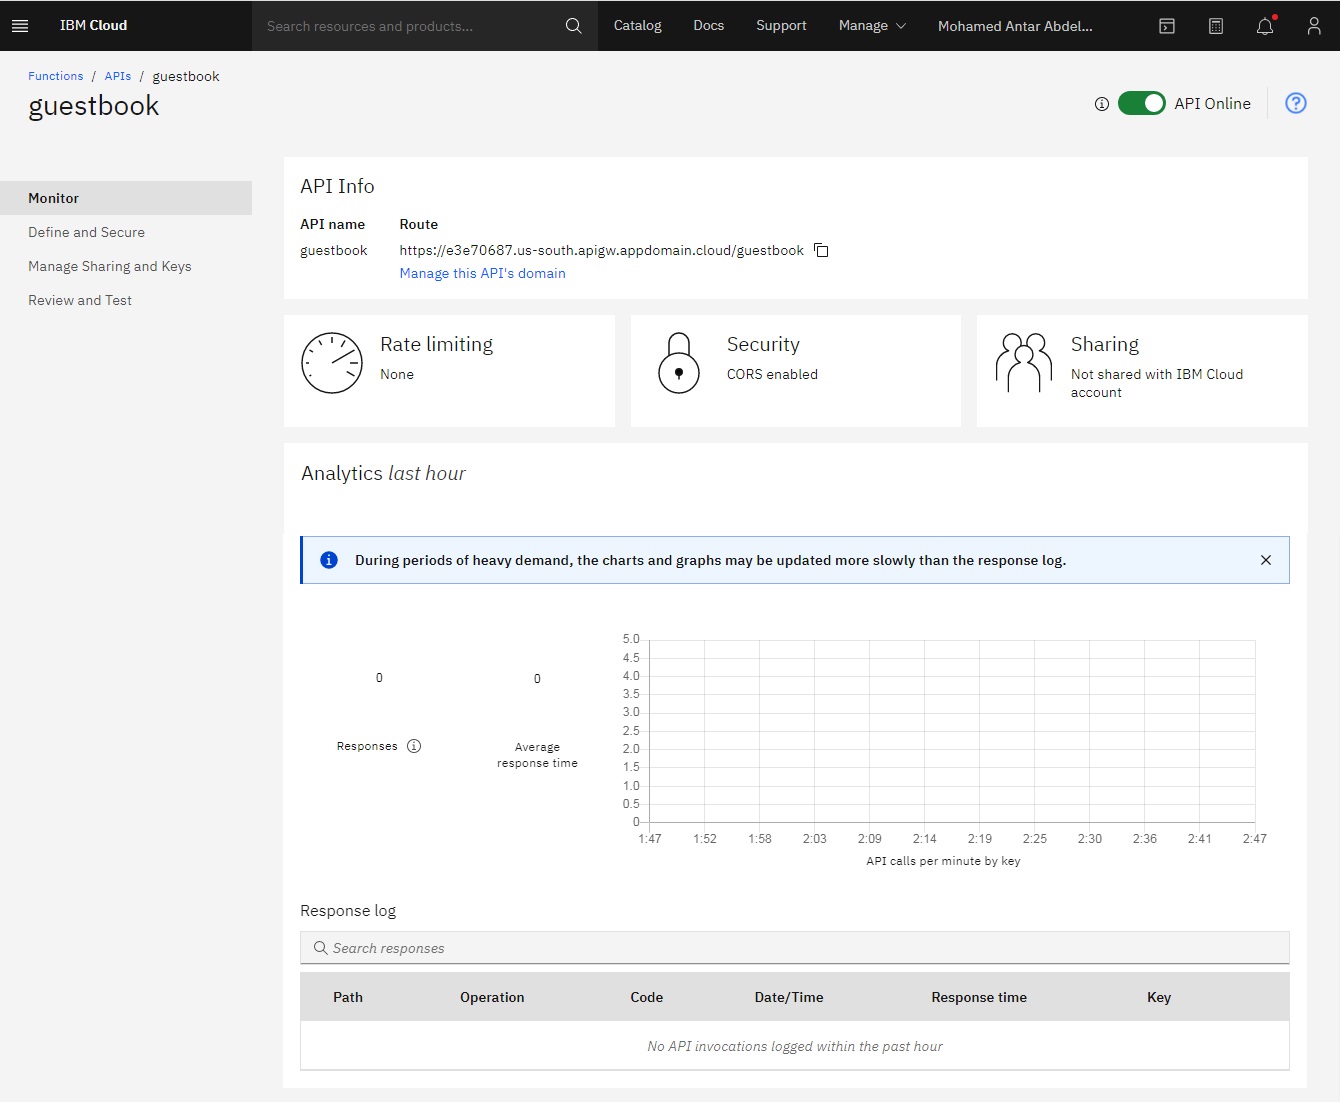 IBM Cloud
Search resources and products...
Catalog
Docs
Support
Manage
Mohamed Antar Abdel...
Functions / APIs / guestbook
guestbook
API Online
Monitor
Define and Secure
Manage Sharing and Keys
Review and Test
API Info
API name Route
guestbook https://e3e70687.us-south.apigw.appdomain.cloud/guestbook
Manage this API's domain
Rate limiting
None
Security
CORS enabled
Sharing
Not shared with IBM Cloud
account
Analytics last hour
During periods of heavy demand, the charts and graphs may be updated more slowly than the response log.
0
Responses
0
Average
response time
5.0
4.5
4.0
3.5
3.0
2.5
2.0
1.5
1.0
0.5
0
1:47 1:52 1:58 2:03 2:09 2:14 2:19 2:25 2:30 2:36 2:41 2:47
API calls per minute by key
Response log
Search responses
Path Operation Code Date/Time Response time Key
No API invocations logged within the past hour